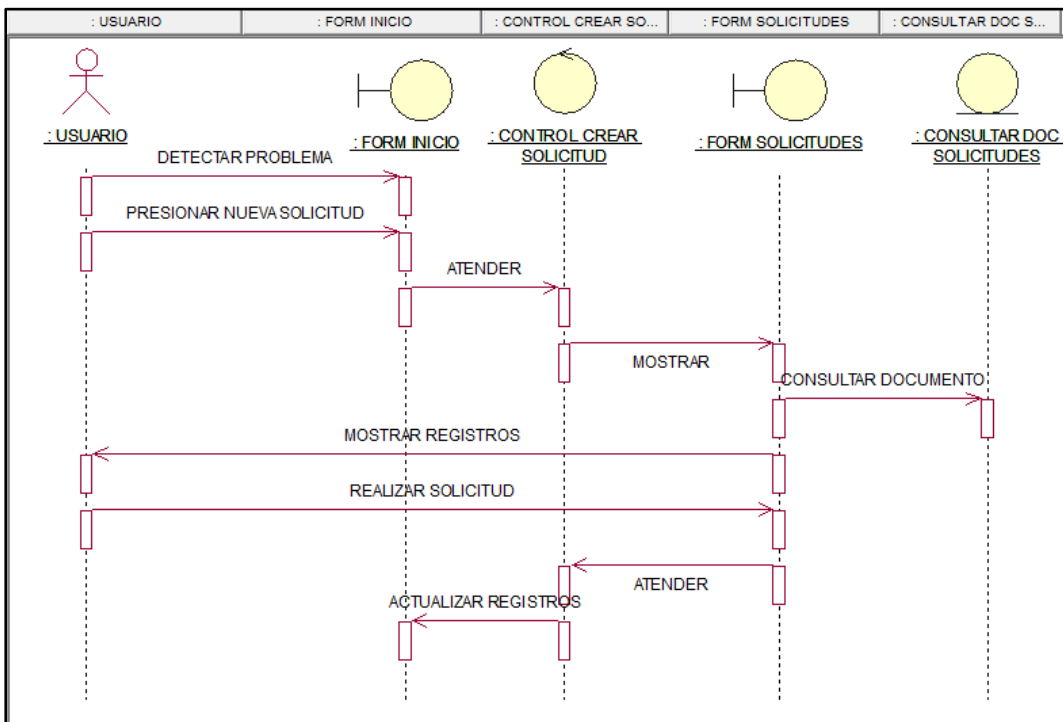 : USUARIO
: FORM INICIO
: CONTROL CREAR SO...
: FORM SOLICITUDES
: CONSULTAR DOC S...
: USUARIO
: FORM INICIO
: CONTROL CREAR
SOLICITUD
: FORM SOLICITUDES
: CONSULTAR DOC
SOLICITUDES
DETECTAR PROBLEMA
PRESIONAR NUEVA SOLICITUD
ATENDER
MOSTRAR
CONSULTAR DOCUMENTO
MOSTRAR REGISTROS
REALIZAR SOLICITUD
ATENDER
ACTUALIZAR REGISTROS